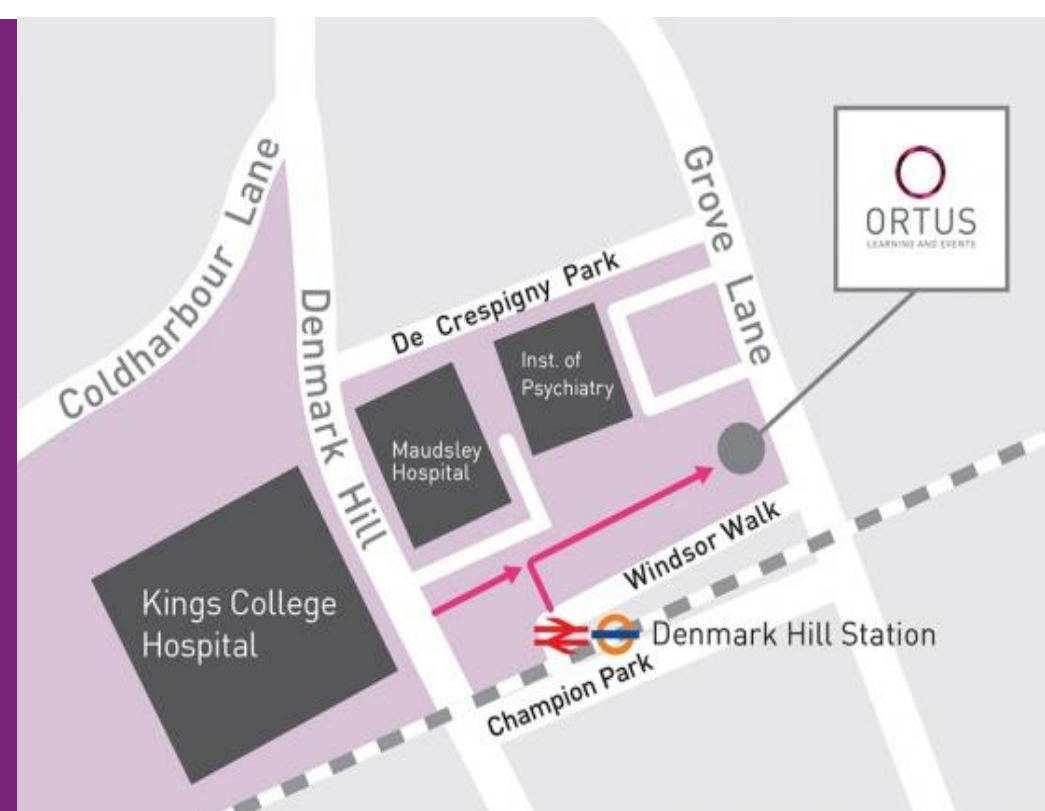 Coldharbour Lane
Denmark Hill
Grove Lane
ORTUS
LEARNING AND EVENTS
De Crespigny Park
Inst. of
Psychiatry
Maudsley
Hospital
Kings College
Hospital
Windsor Walk
Denmark Hill Station
Champion Park